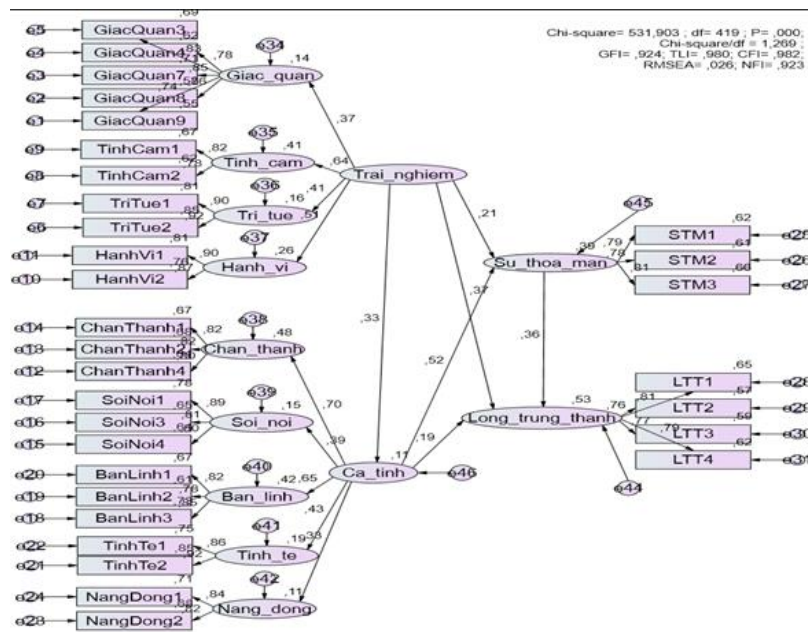 Chi-square= 531,903 ; df= 419 ; P= ,000 ;
Chi-square/df = 1,269 ;
GFI= ,924; TLI= ,980; CFI= ,982;
RMSEA= ,026; NFI= ,923
e5 GiacQuan3 ,69
e4 GiacQuan4
e3 GiacQuan7
e2 GiacQuan8
e1 GiacQuan9 ,55
e34 ,14
Giac_quan ,78
,37
e9 TinhCam1 ,67
e8 TinhCam2
e35 ,41
Tinh_cam ,82
,64
e7 TriTue1 ,81
e6 TriTue2
e36 ,16
Tri_tue ,90
,41
e11 HanhVi1 ,81
e10 HanhVi2
e37 ,26
Hanh_vi ,90
,51
Trai_nghiem
,21
,37
,33
e45
,39
Su_thoa_man
,79
,78
,81
STM1 ,62 e25
STM2 ,61 e26
STM3 ,66 e27
,52
,36
e14 ChanThanh1 ,67
e13 ChanThanh2
e12 ChanThanh4
e38 ,48
Chan_thanh ,82
,70
e17 SoiNoi1 ,78
e16 SoiNoi3
e15 SoiNoi4
e39 ,15
Soi_noi ,89
,39
e20 BanLinh1 ,67
e19 BanLinh2
e18 BanLinh3
e40 ,42
Ban_linh ,82
,65
e22 TinhTe1 ,75
e21 TinhTe2
e41 ,19
Tinh_te ,86
,43
e24 NangDong1 ,71
e23 NangDong2
e42 ,11
Nang_dong ,84
,33
Ca_tinh ,11
e46
,19
,53
Long_trung_thanh
e44
,76
,81
,77
,79
LTT1 ,65 e28
LTT2 ,57 e29
LTT3 ,59 e30
LTT4 ,62 e31